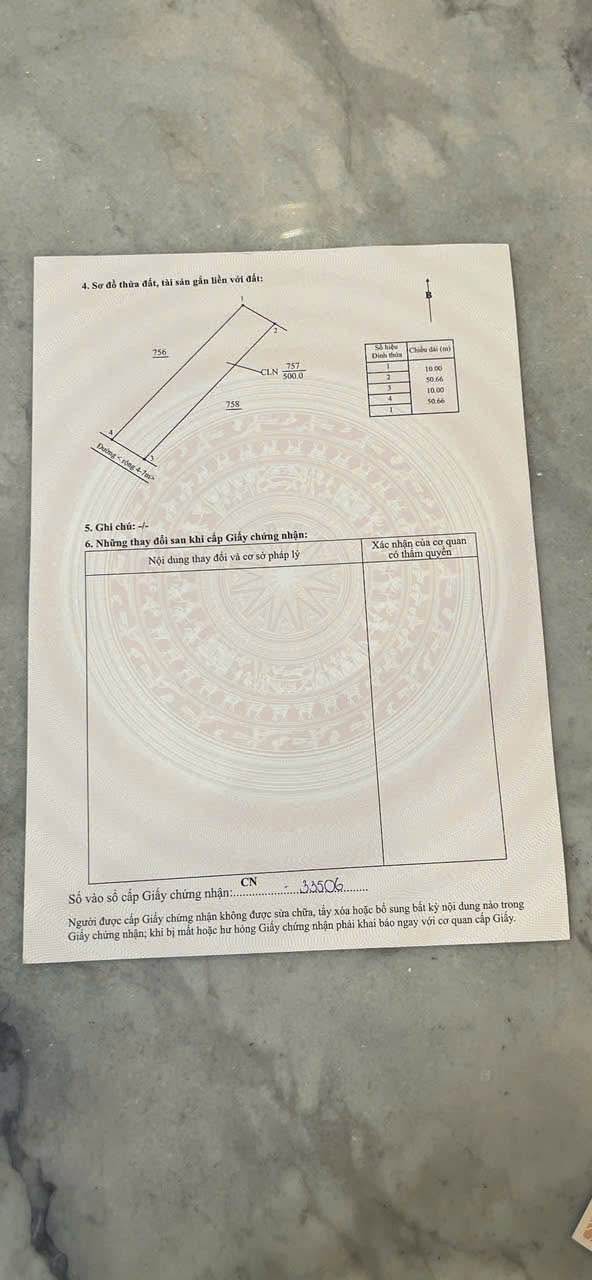 4. Sơ đồ thửa đất, tài sản gắn liền với đất:
B
1
2
756
CLN 757
500.0
758
4
3
Đường < rộng 4-7m>
Số hiệu Đỉnh thửa
Chiều dài (m)
1
10.00
2
50.66
3
10.00
4
50.66
1
5. Ghi chú: -/-
6. Những thay đổi sau khi cấp Giấy chứng nhận:
Nội dung thay đổi và cơ sở pháp lý
Xác nhận của cơ quan
có thẩm quyền
Số vào sổ cấp Giấy chứng nhận: CN - 33506
Người được cấp Giấy chứng nhận không được sửa chữa, tẩy xóa hoặc bổ sung bất kỳ nội dung nào trong
Giấy chứng nhận; khi bị mất hoặc hư hỏng Giấy chứng nhận phải khai báo ngay với cơ quan cấp Giấy.